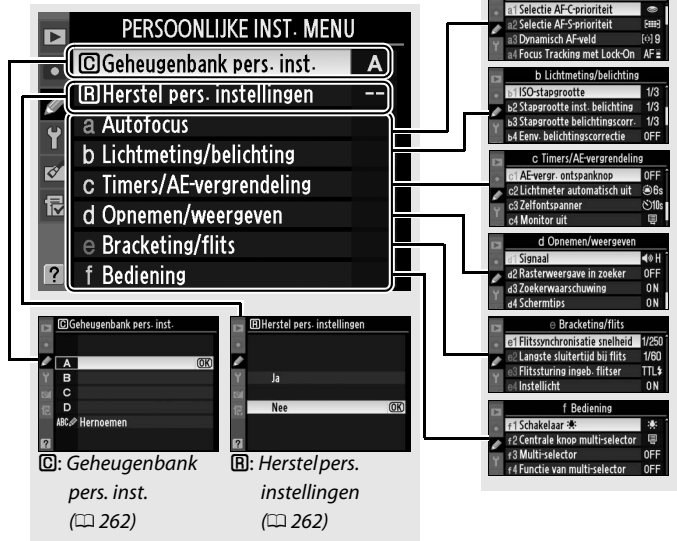 PERSOONLIJKE INST. MENU
C Geheugenbank pers. inst. A
R Herstel pers. instellingen --
a Autofocus
b Lichtmeting/belichting
c Timers/AE-vergrendeling
d Opnemen/weergeven
e Bracketing/flits
f Bediening
a1 Selectie AF-C-prioriteit
a2 Selectie AF-S-prioriteit
a3 Dynamisch AF-veld 9
a4 Focus Tracking met Lock-On AF
b Lichtmeting/belichting
b1 ISO-stapgrootte 1/3
b2 Stapgrootte inst. belichting 1/3
b3 Stapgrootte belichtingscorr. 1/3
b4 Eenv. belichtingscorrectie OFF
c Timers/AE-vergrendeling
c1 AE-vergr. ontspanknop OFF
c2 Lichtmeter automatisch uit 6s
c3 Zelfontspanner 10s
c4 Monitor uit
d Opnemen/weergeven
d1 Signaal H
d2 Rasterweergave in zoeker OFF
d3 Zoekerwaarschuwing ON
d4 Schermtips ON
e Bracketing/flits
e1 Flitssynchronisatie snelheid 1/250
e2 Langste sluitertijd bij flits 1/60
e3 Flitssturing ingeb. flitser TTL
e4 Instellicht ON
f Bediening
f1 Schakelaar
f2 Centrale knop multi-selector
f3 Multi-selector OFF
f4 Functie van multi-selector OFF
C Geheugenbank pers. inst.
A OK
B
C
D
ABC Hernoemen
C: Geheugenbank
pers. inst.
(262)
R Herstel pers. instellingen
Ja
Nee OK
R: Herstel pers.
instellingen
(262)